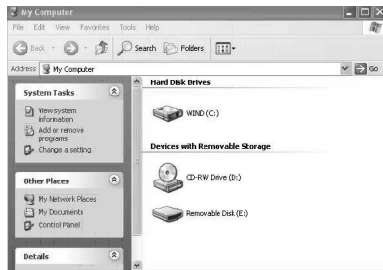 My Computer
File Edit View Favorites Tools Help
Back Search Folders
Address My Computer Go
System Tasks
View system
information
Add or remove
programs
Change a setting
Other Places
My Network Places
My Documents
Control Panel
Details
Hard Disk Drives
WIND (C:)
Devices with Removable Storage
CD-RW Drive (D:)
Removable Disk (E:)